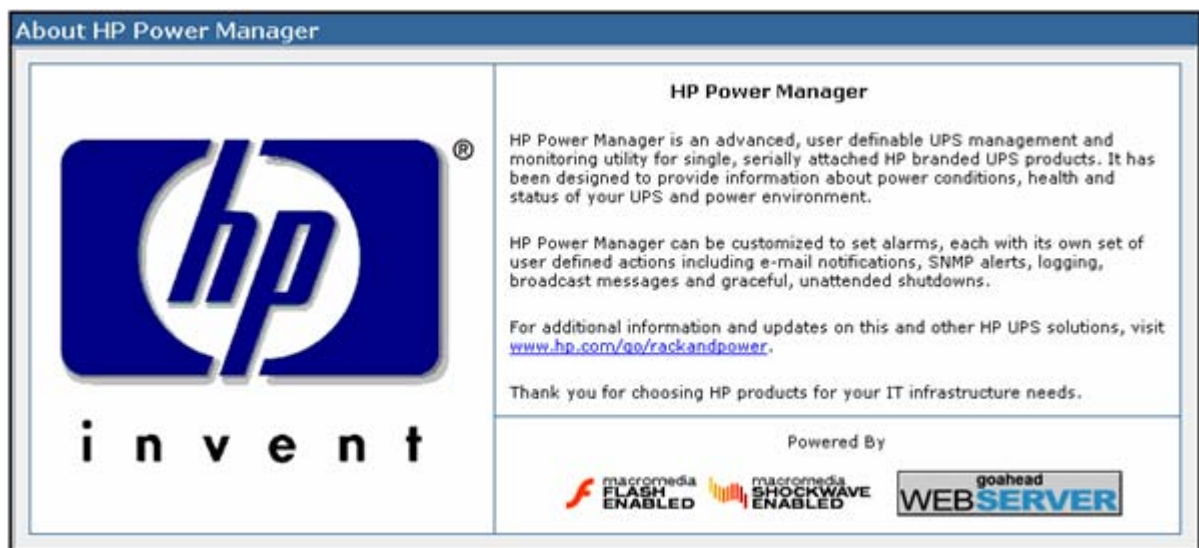 About HP Power Manager
hp
®
invent
HP Power Manager
HP Power Manager is an advanced, user definable UPS management and
monitoring utility for single, serially attached HP branded UPS products. It has
been designed to provide information about power conditions, health and
status of your UPS and power environment.
HP Power Manager can be customized to set alarms, each with its own set of
user defined actions including e-mail notifications, SNMP alerts, logging,
broadcast messages and graceful, unattended shutdowns.
For additional information and updates on this and other HP UPS solutions, visit
www.hp.com/go/rackandpower.
Thank you for choosing HP products for your IT infrastructure needs.
Powered By
macromedia
FLASH
ENABLED
macromedia
SHOCKWAVE
ENABLED
goahead
WEBSERVER